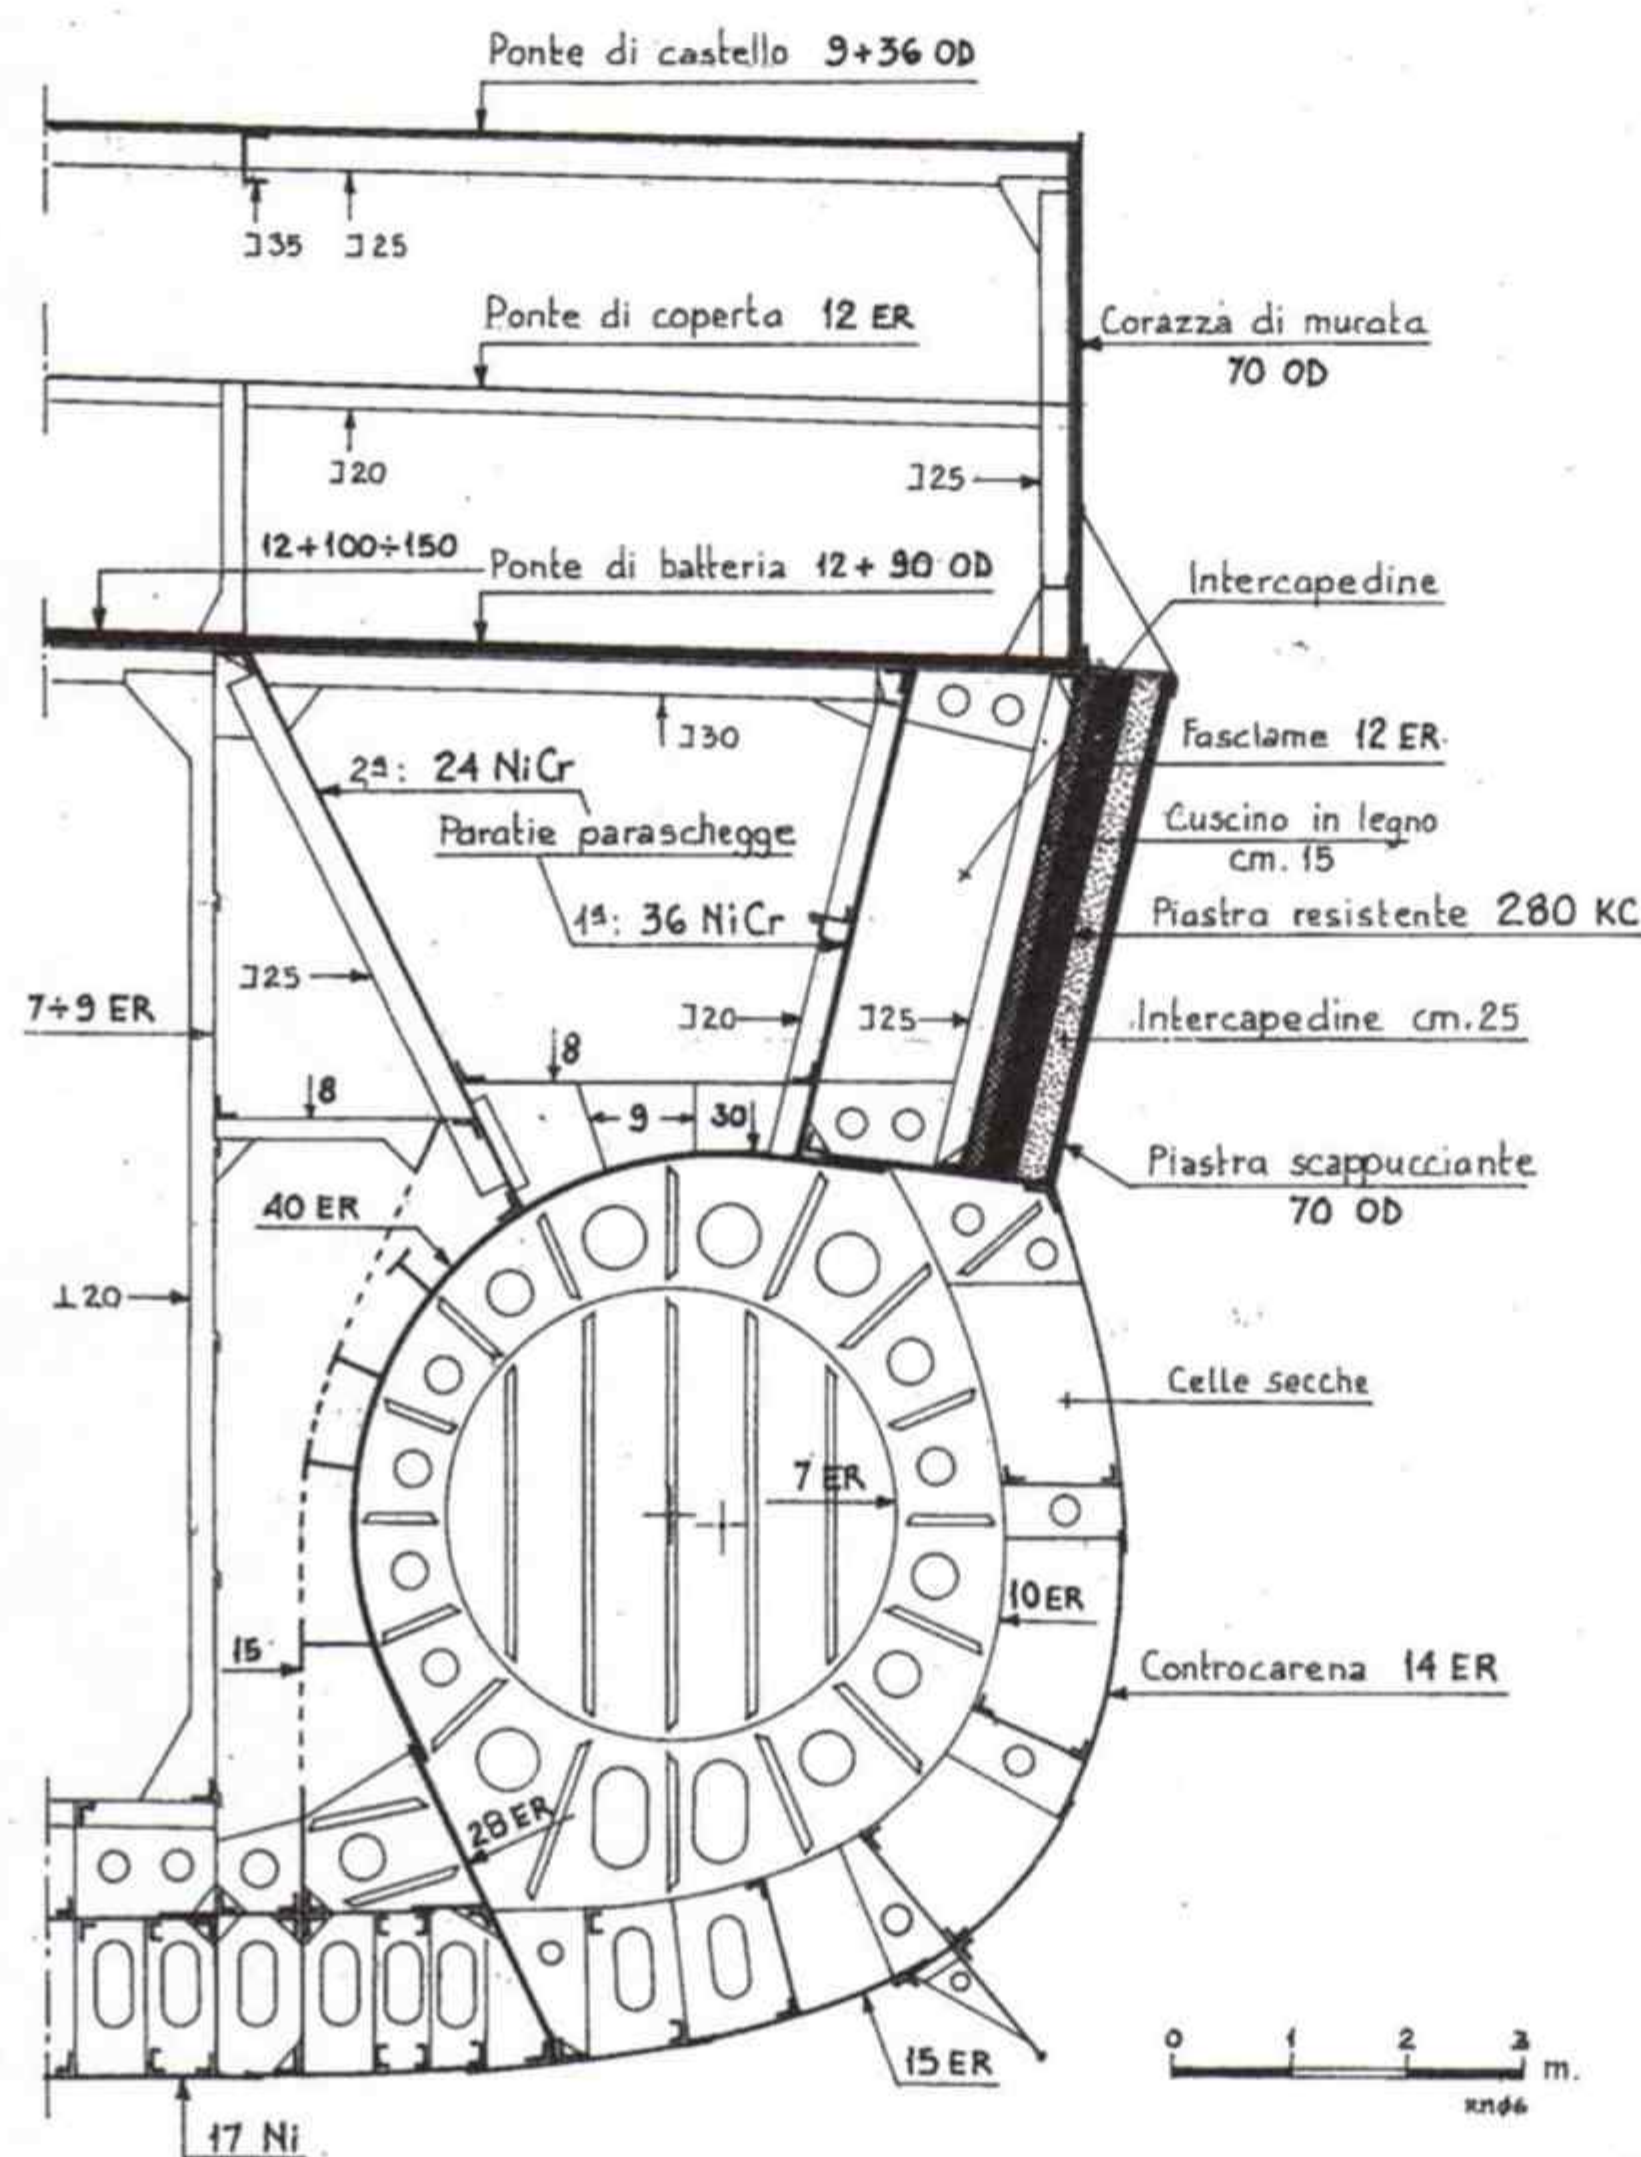 Ponte di castello 9+36 OD
]35
]25
Ponte di coperta 12 ER
Corazza di murata
70 OD
]20
]25
12+100÷150
Ponte di batteria 12+90 OD
Intercapedine
]30
Fasciame 12 ER
2ª: 24 NiCr
Paratie paraschegge
Cuscino in legno
cm. 15
1ª: 36 NiCr
Piastra resistente 280 KC
]25
7÷9 ER
]20
]25
Intercapedine cm. 25
8
8
9
30
Piastra scappucciante
70 OD
40 ER
⊥20
Celle secche
7 ER
10 ER
15
Controcarena 14 ER
28 ER
15 ER
0 1 2 3 m.
17 Ni